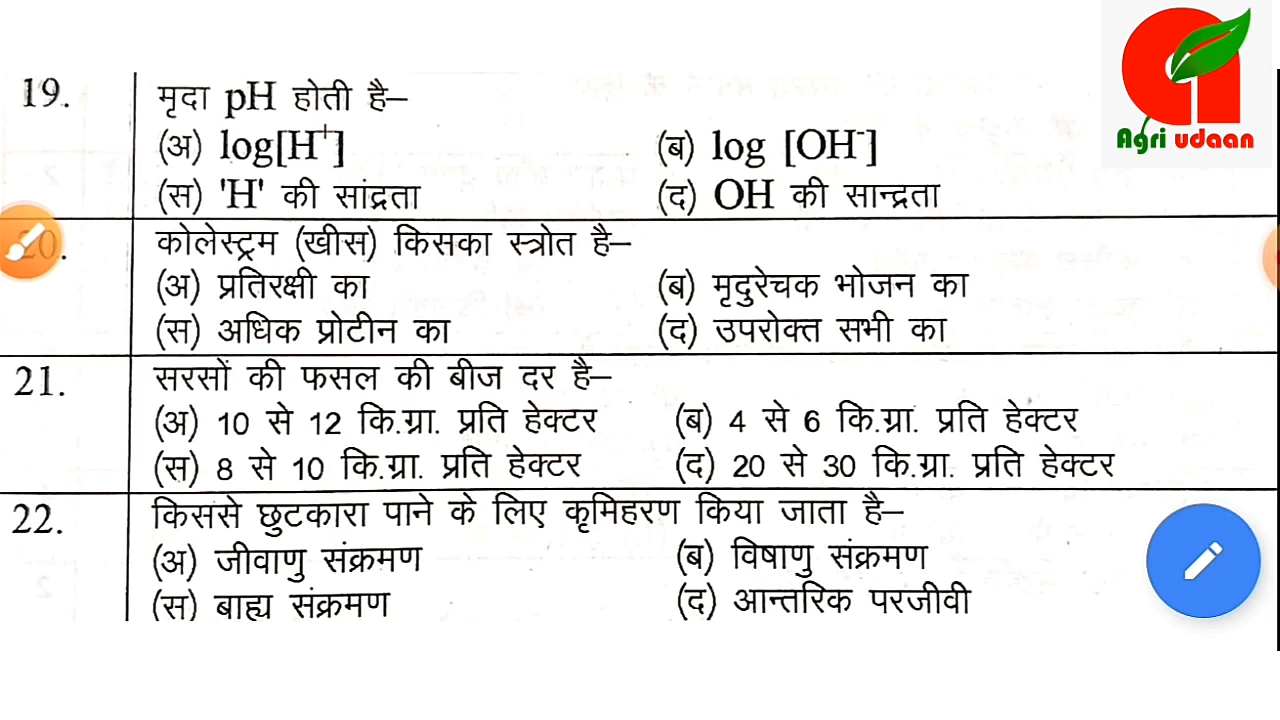 Agri udaan
19. मृदा pH होती है–
(अ) log[H⁺] (ब) log [OH⁻]
(स) 'H' की सांद्रता (द) OH की सान्द्रता
20. कोलेस्ट्रम (खीस) किसका स्त्रोत है–
(अ) प्रतिरक्षी का (ब) मृदुरेचक भोजन का
(स) अधिक प्रोटीन का (द) उपरोक्त सभी का
21. सरसों की फसल की बीज दर है–
(अ) 10 से 12 कि.ग्रा. प्रति हेक्टर (ब) 4 से 6 कि.ग्रा. प्रति हेक्टर
(स) 8 से 10 कि.ग्रा. प्रति हेक्टर (द) 20 से 30 कि.ग्रा. प्रति हेक्टर
22. किससे छुटकारा पाने के लिए कृमिहरण किया जाता है–
(अ) जीवाणु संक्रमण (ब) विषाणु संक्रमण
(स) बाह्य संक्रमण (द) आन्तरिक परजीवी